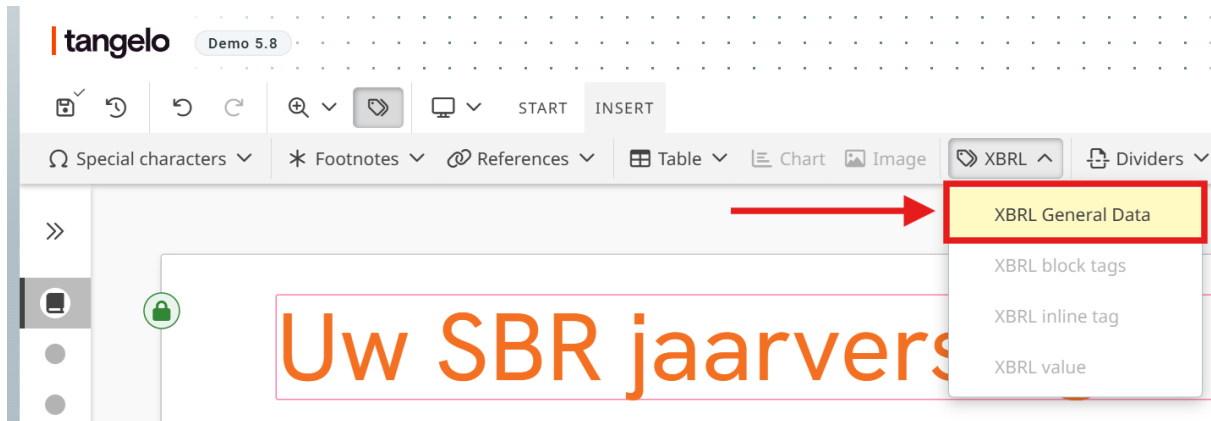 tangelo Demo 5.8
START INSERT
Ω Special characters Footnotes References Table Chart Image XBRL Dividers
XBRL General Data
XBRL block tags
XBRL inline tag
XBRL value
Uw SBR jaarvers